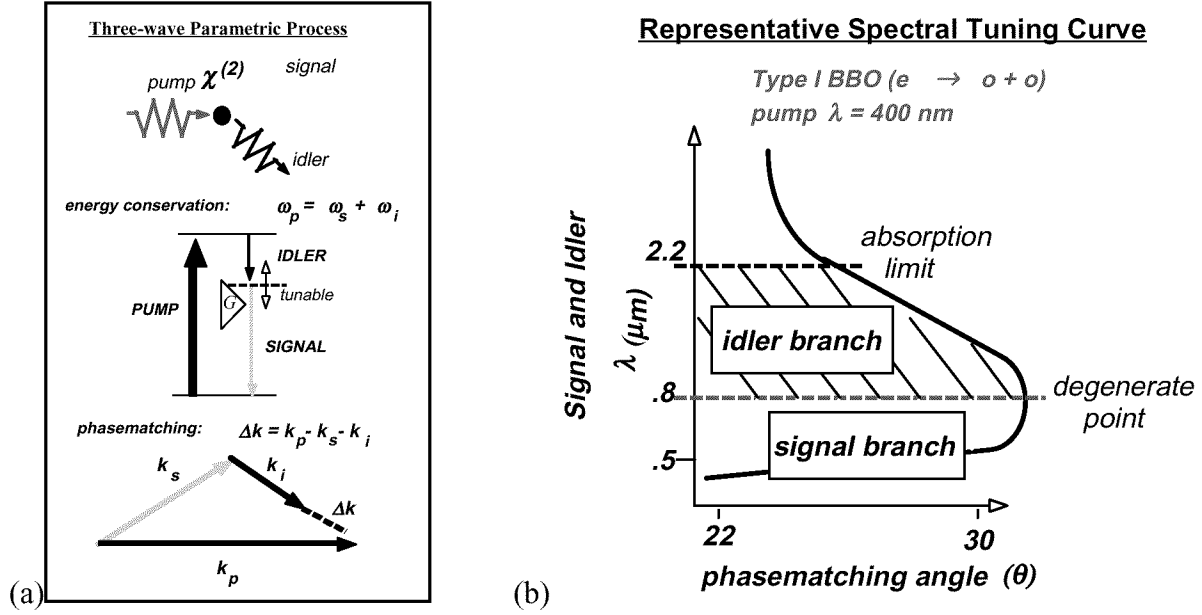 Three-wave Parametric Process
signal
pump χ(2)
idler
energy conservation: ωp = ωs + ωi
IDLER
tunable
G
PUMP
SIGNAL
phasematching: Δk = kp- ks- ki
ks
ki
Δk
kp
(a)
Representative Spectral Tuning Curve
Type I BBO (e → o + o)
pump λ = 400 nm
Signal and Idler
λ (μm)
2.2
absorption
limit
idler branch
.8
degenerate
point
signal branch
.5
22
30
phasematching angle (θ)
(b)